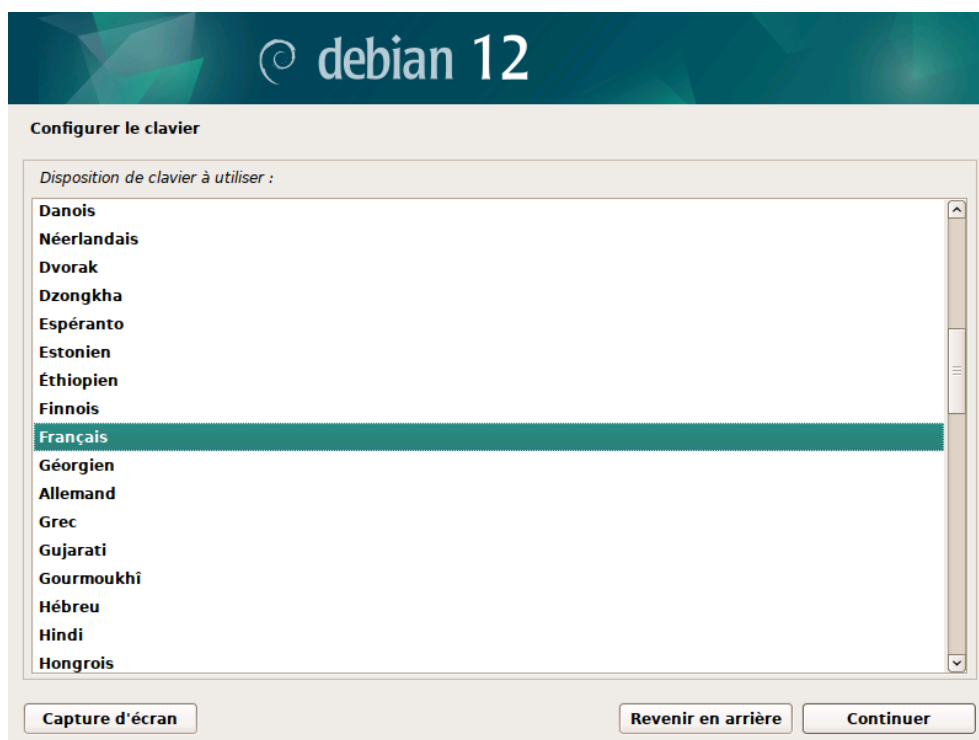 debian 12
Configurer le clavier
Disposition de clavier à utiliser :
Danois
Néerlandais
Dvorak
Dzongkha
Espéranto
Estonien
Éthiopien
Finnois
Français
Géorgien
Allemand
Grec
Gujarati
Gourmoukhî
Hébreu
Hindi
Hongrois
Capture d'écran Revenir en arrière Continuer